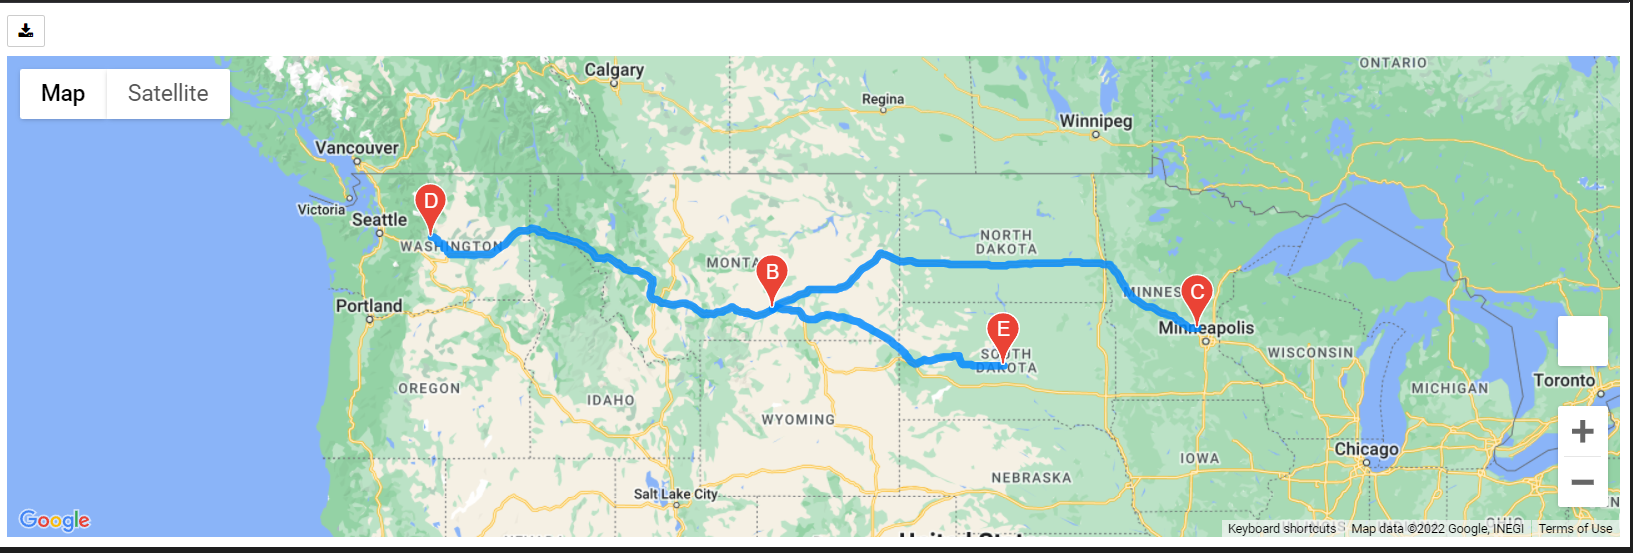 Map Satellite
Calgary
ONTARIO
Regina
Winnipeg
Vancouver
D
Victoria
Seattle
WASHINGTON
NORTH
DAKOTA
MONTA
B
C
MINNES
Portland
Minneapolis
E
SOUTH
DAKOTA
WISCONSIN
OREGON
IDAHO
MICHIGAN
Toronto
WYOMING
Chicago
IOWA
NEBRASKA
Salt Lake City
Google
Keyboard shortcuts Map data ©2022 Google, INEGI Terms of Use